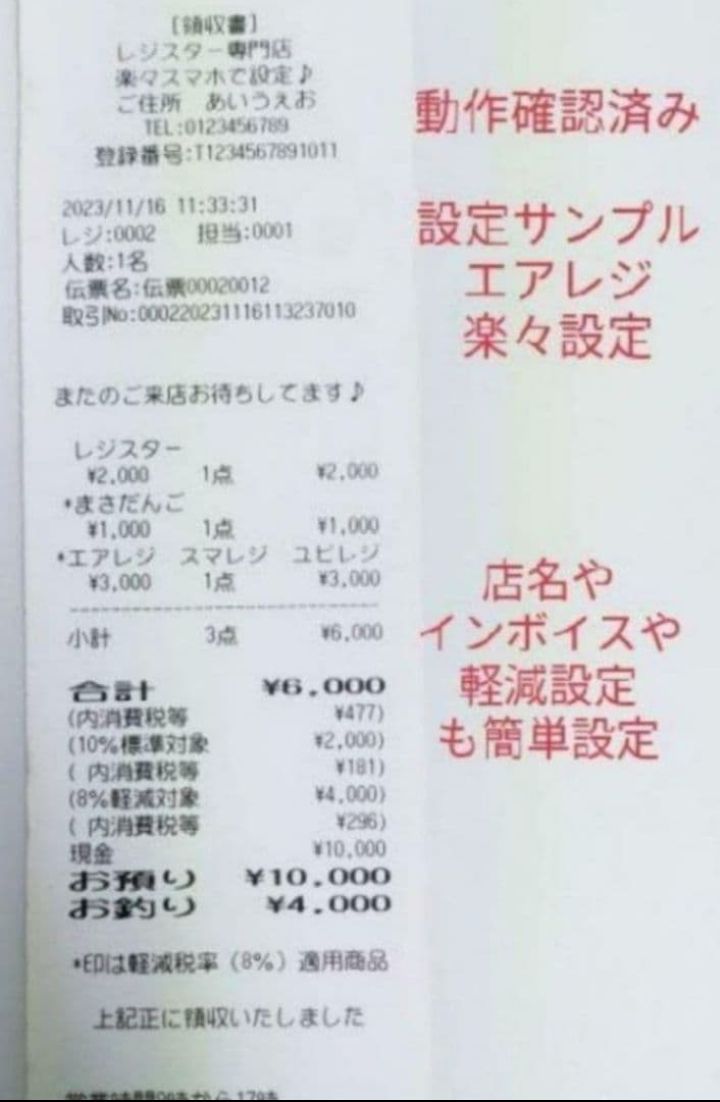 [領収書]
レジスター専門店
楽々スマホで設定♪
ご住所　あいうえお
TEL:0123456789
登録番号:T1234567891011
2023/11/16 11:33:31
レジ:0002　担当:0001
人数:1名
伝票名:伝票00020012
取引No:0002202311161132 37010
またのご来店お待ちしてます♪
レジスター
¥2,000　1点　¥2,000
*まさだんご
¥1,000　1点　¥1,000
*エアレジ　スマレジ　ユビレジ
¥3,000　1点　¥3,000
小計　3点　¥6,000
合計　¥6,000
(内消費税等　¥477)
(10%標準対象　¥2,000)
( 内消費税等　¥181)
(8%軽減対象　¥4,000)
( 内消費税等　¥296)
現金　¥10,000
お預り　¥10,000
お釣り　¥4,000
*印は軽減税率（8%）適用商品
上記正に領収いたしました
動作確認済み
設定サンプル
エアレジ
楽々設定
店名や
インボイスや
軽減設定
も簡単設定